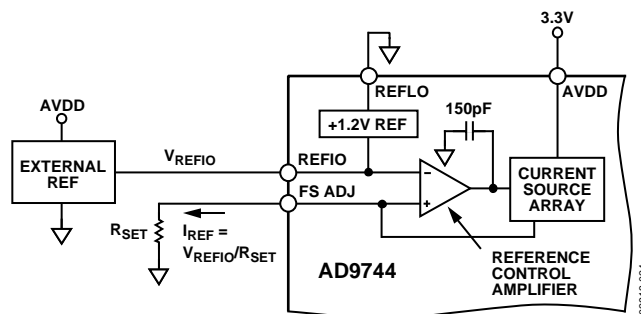 3.3V
REFLO
AVDD
150pF
+1.2V REF
AVDD
EXTERNAL
REF
VREFIO
REFIO
FS ADJ
–
+
CURRENT
SOURCE
ARRAY
RSET
IREF =
VREFIO/RSET
AD9744
REFERENCE
CONTROL
AMPLIFIER